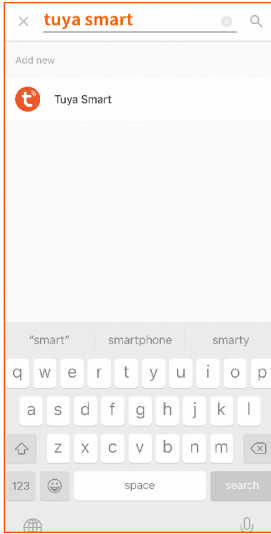 tuya smart
Add new
Tuya Smart
“smart” smartphone smarty
q w e r t y u i o p
a s d f g h j k l
z x c v b n m
123 space search